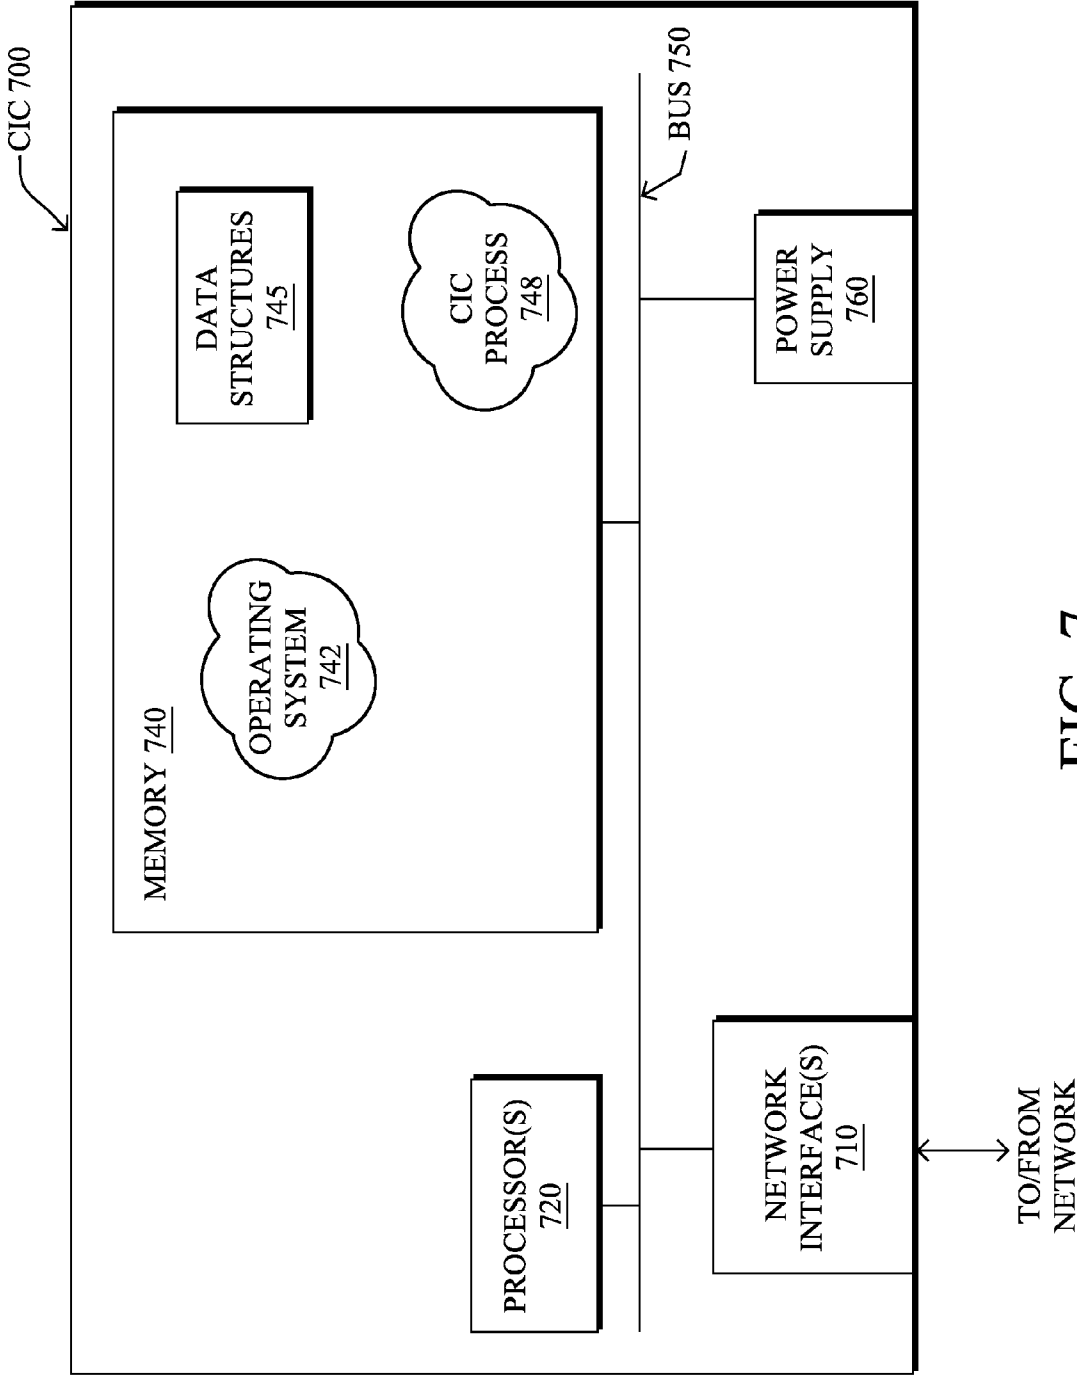 CIC 700
MEMORY 740
OPERATING
SYSTEM
742
DATA
STRUCTURES
745
CIC
PROCESS
748
PROCESSOR(S)
720
BUS 750
NETWORK
INTERFACE(S)
710
POWER
SUPPLY
760
TO/FROM
NETWORK
FIG. 7